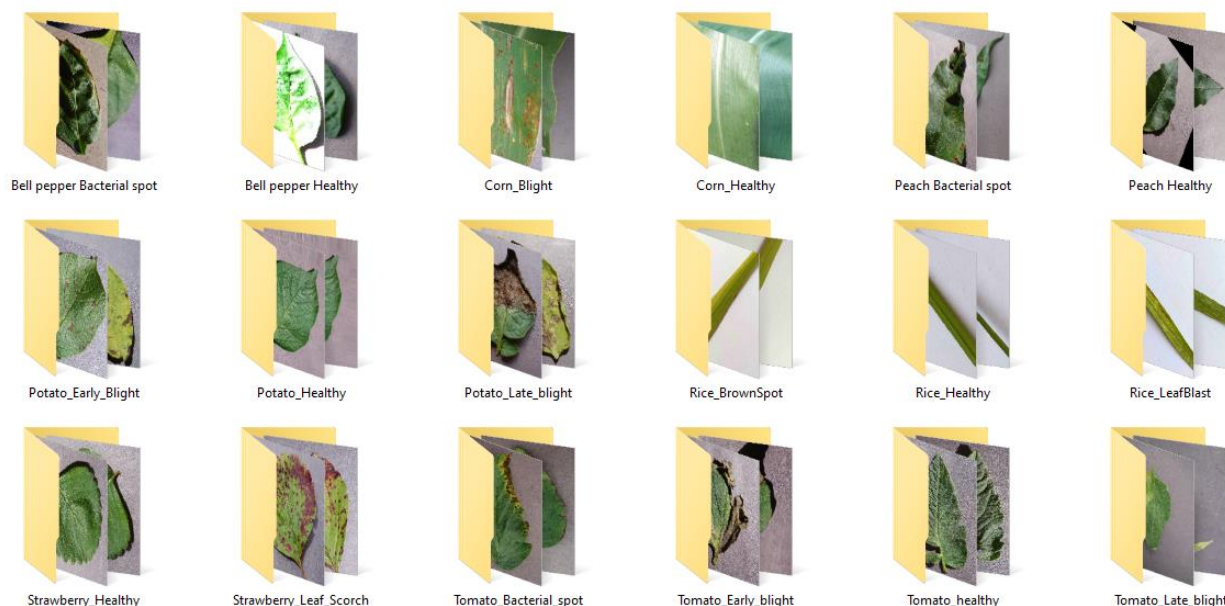 Bell pepper Bacterial spot
Bell pepper Healthy
Corn_Blight
Corn_Healthy
Peach Bacterial spot
Peach Healthy
Potato_Early_Blight
Potato_Healthy
Potato_Late_blight
Rice_BrownSpot
Rice_Healthy
Rice_LeafBlast
Strawberry_Healthy
Strawberry_Leaf_Scorch
Tomato_Bacterial_spot
Tomato_Early_blight
Tomato_healthy
Tomato_Late_blight